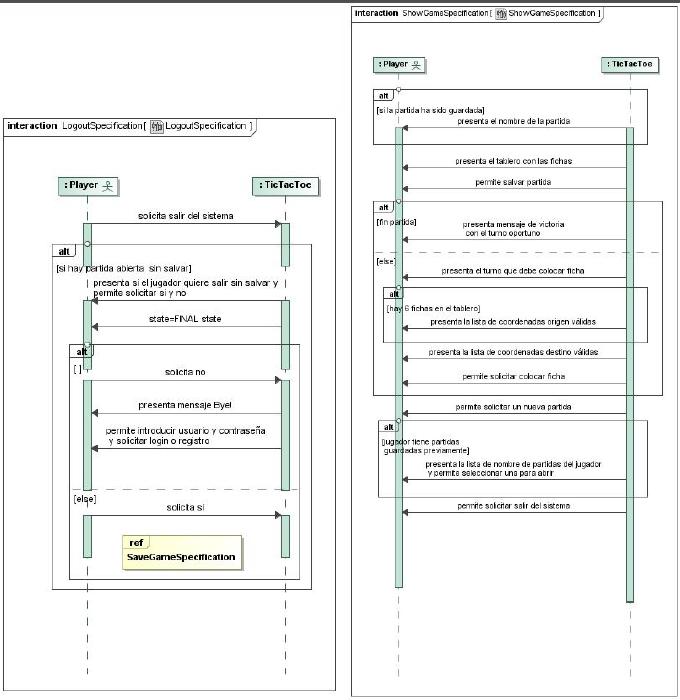 interaction LogoutSpecification[ LogoutSpecification ]
: Player
: TicTacToe
solicita salir del sistema
alt
[si hay partida abierta sin salvar]
presenta si el jugador quiere salir sin salvar y
permite solicitar si y no
state=FINAL state
alt
[ ]
solicita no
presenta mensaje Bye!
permite introducir usuario y contraseña
y solicitar login o registro
[else]
solicita si
ref
SaveGameSpecification
interaction ShowGameSpecification[ ShowGameSpecification ]
: Player
: TicTacToe
alt
[si la partida ha sido guardada]
presenta el nombre de la partida
presenta el tablero con las fichas
permite salvar partida
alt
[fin partida]
presenta mensaje de victoria
con el turno oportuno
[else]
presenta el turno que debe colocar ficha
alt
[hay 6 fichas en el tablero]
presenta la lista de coordenadas origen válidas
presenta la lista de coordenadas destino válidas
permite solicitar colocar ficha
permite solicitar un nueva partida
alt
[jugador tiene partidas
guardadas previamente]
presenta la lista de nombre de partidas del jugador
y permite seleccionar una para abrir
permite solicitar salir del sistema